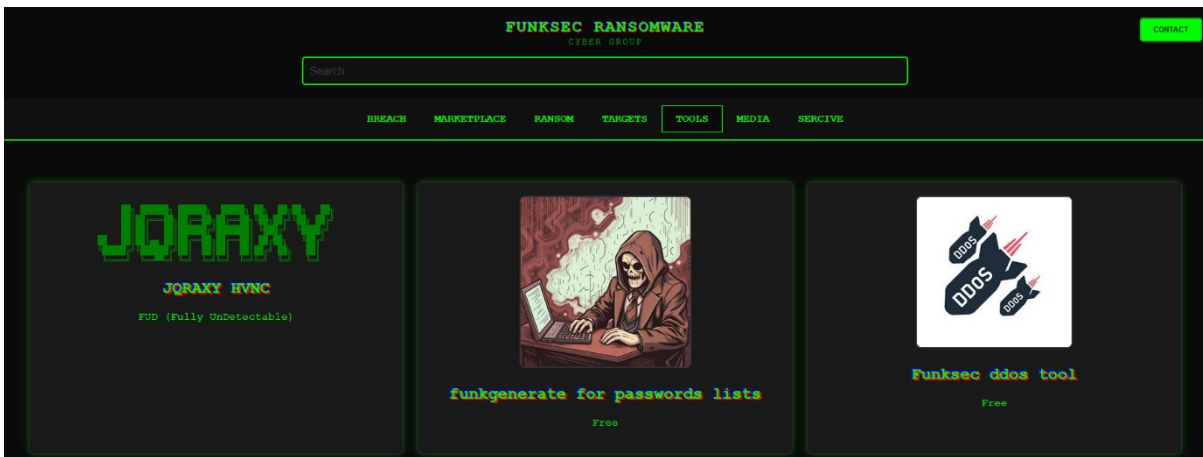 FUNKSEC RANSOMWARE
CYBER GROUP
CONTACT
Search
BREACH MARKETPLACE RANSOM TARGETS TOOLS MEDIA SERCIVE
JQRAXY
JQRAXY HVNC
FUD (Fully UnDetectable)
funkgenerate for passwords lists
Free
DDOS
DDOS
DDOS
Funksec ddos tool
Free